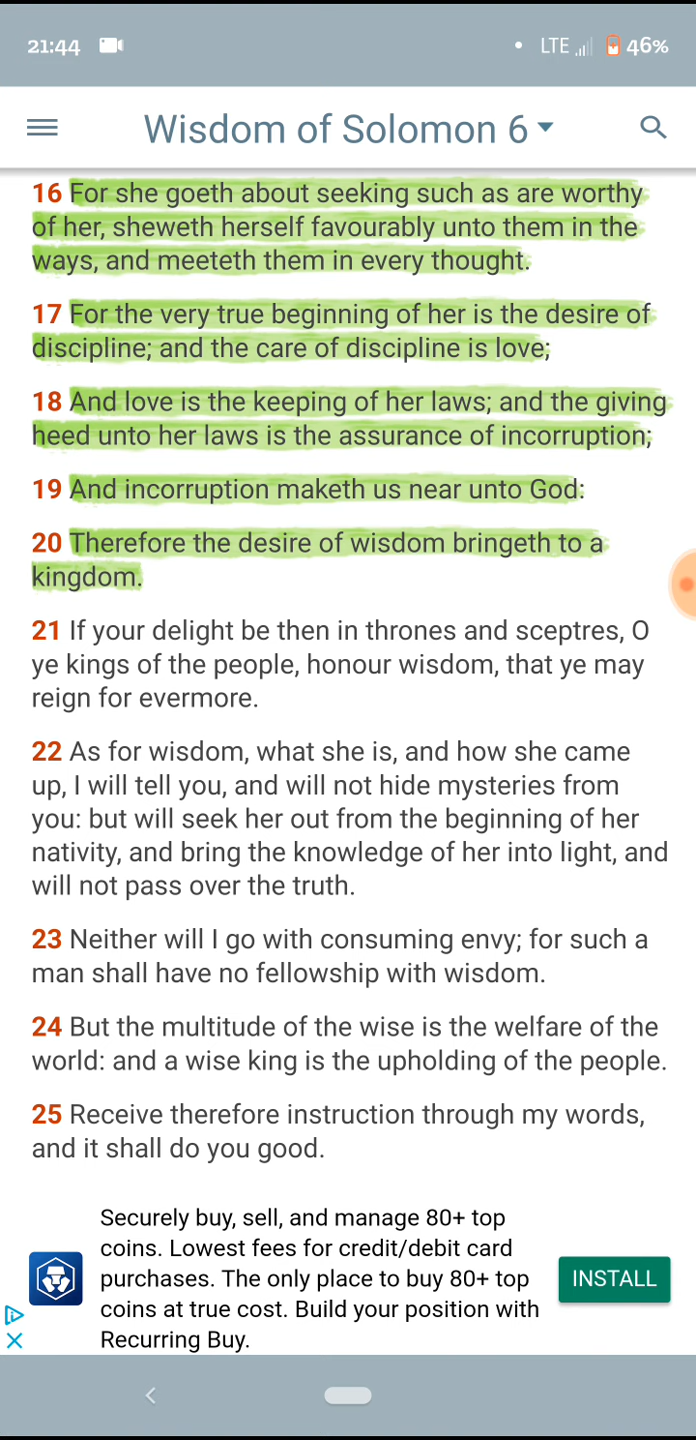 21:44 LTE 46%
Wisdom of Solomon 6
16 For she goeth about seeking such as are worthy
of her, sheweth herself favourably unto them in the
ways, and meeteth them in every thought.
17 For the very true beginning of her is the desire of
discipline; and the care of discipline is love;
18 And love is the keeping of her laws; and the giving
heed unto her laws is the assurance of incorruption;
19 And incorruption maketh us near unto God:
20 Therefore the desire of wisdom bringeth to a
kingdom.
21 If your delight be then in thrones and sceptres, O
ye kings of the people, honour wisdom, that ye may
reign for evermore.
22 As for wisdom, what she is, and how she came
up, I will tell you, and will not hide mysteries from
you: but will seek her out from the beginning of her
nativity, and bring the knowledge of her into light, and
will not pass over the truth.
23 Neither will I go with consuming envy; for such a
man shall have no fellowship with wisdom.
24 But the multitude of the wise is the welfare of the
world: and a wise king is the upholding of the people.
25 Receive therefore instruction through my words,
and it shall do you good.
Securely buy, sell, and manage 80+ top
coins. Lowest fees for credit/debit card
purchases. The only place to buy 80+ top
coins at true cost. Build your position with
Recurring Buy.
INSTALL